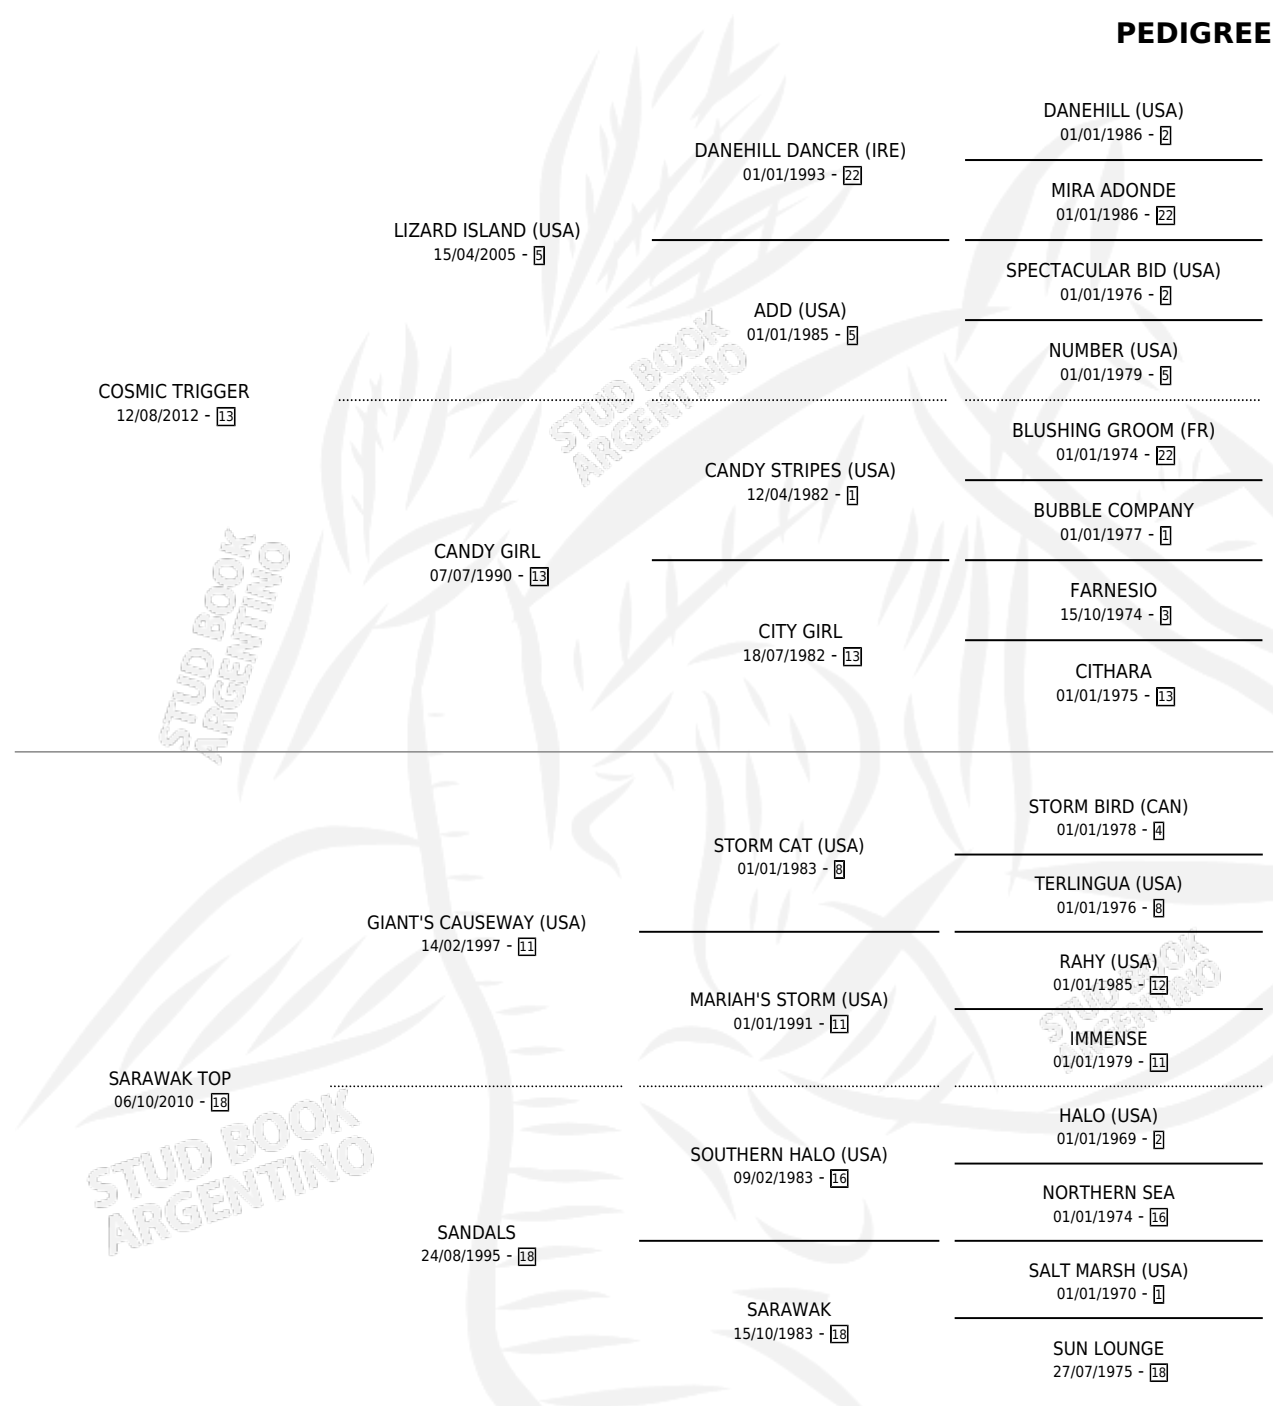 PEDIGREE
DANEHILL (USA)
01/01/1986 - 2
DANEHILL DANCER (IRE)
01/01/1993 - 22
MIRA ADONDE
01/01/1986 - 22
LIZARD ISLAND (USA)
15/04/2005 - 5
SPECTACULAR BID (USA)
01/01/1976 - 2
ADD (USA)
01/01/1985 - 5
NUMBER (USA)
01/01/1979 - 5
COSMIC TRIGGER
12/08/2012 - 13
BLUSHING GROOM (FR)
01/01/1974 - 22
CANDY STRIPES (USA)
12/04/1982 - 1
BUBBLE COMPANY
01/01/1977 - 1
CANDY GIRL
07/07/1990 - 13
FARNESIO
15/10/1974 - 3
CITY GIRL
18/07/1982 - 13
CITHARA
01/01/1975 - 13
STORM BIRD (CAN)
01/01/1978 - 4
STORM CAT (USA)
01/01/1983 - 8
TERLINGUA (USA)
01/01/1976 - 8
GIANT'S CAUSEWAY (USA)
14/02/1997 - 11
RAHY (USA)
01/01/1985 - 12
MARIAH'S STORM (USA)
01/01/1991 - 11
IMMENSE
01/01/1979 - 11
SARAWAK TOP
06/10/2010 - 18
HALO (USA)
01/01/1969 - 2
SOUTHERN HALO (USA)
09/02/1983 - 16
NORTHERN SEA
01/01/1974 - 16
SANDALS
24/08/1995 - 18
SALT MARSH (USA)
01/01/1970 - 1
SARAWAK
15/10/1983 - 18
SUN LOUNGE
27/07/1975 - 18
STUD BOOK
ARGENTINO
STUD BOOK
ARGENTINO
STUD BOOK
ARGENTINO
STUD BOOK
ARGENTINO